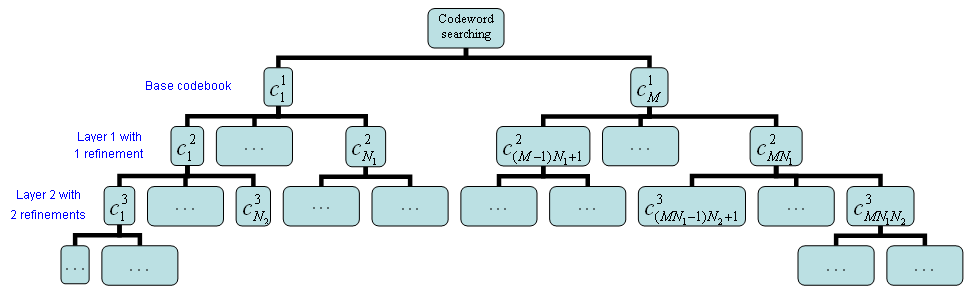 Codeword
searching
Base codebook
c_1^1
c_M^1
Layer 1 with
1 refinement
c_1^2
...
c_{N_1}^2
c_{(M-1)N_1+1}^2
...
c_{MN_1}^2
Layer 2 with
2 refinements
c_1^3
...
c_{N_2}^3
...
...
...
...
c_{(MN_1-1)N_2+1}^3
...
c_{MN_1N_2}^3
...
...
...
...